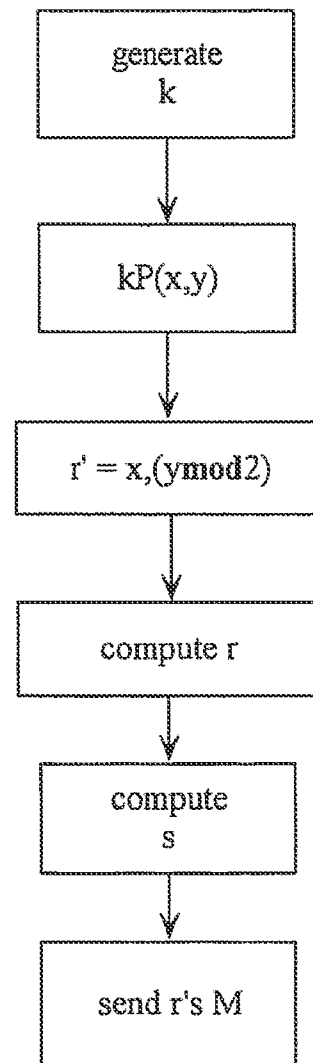 generate
k
kP(x,y)
r' = x,(ymod2)
compute r
compute
s
send r's M